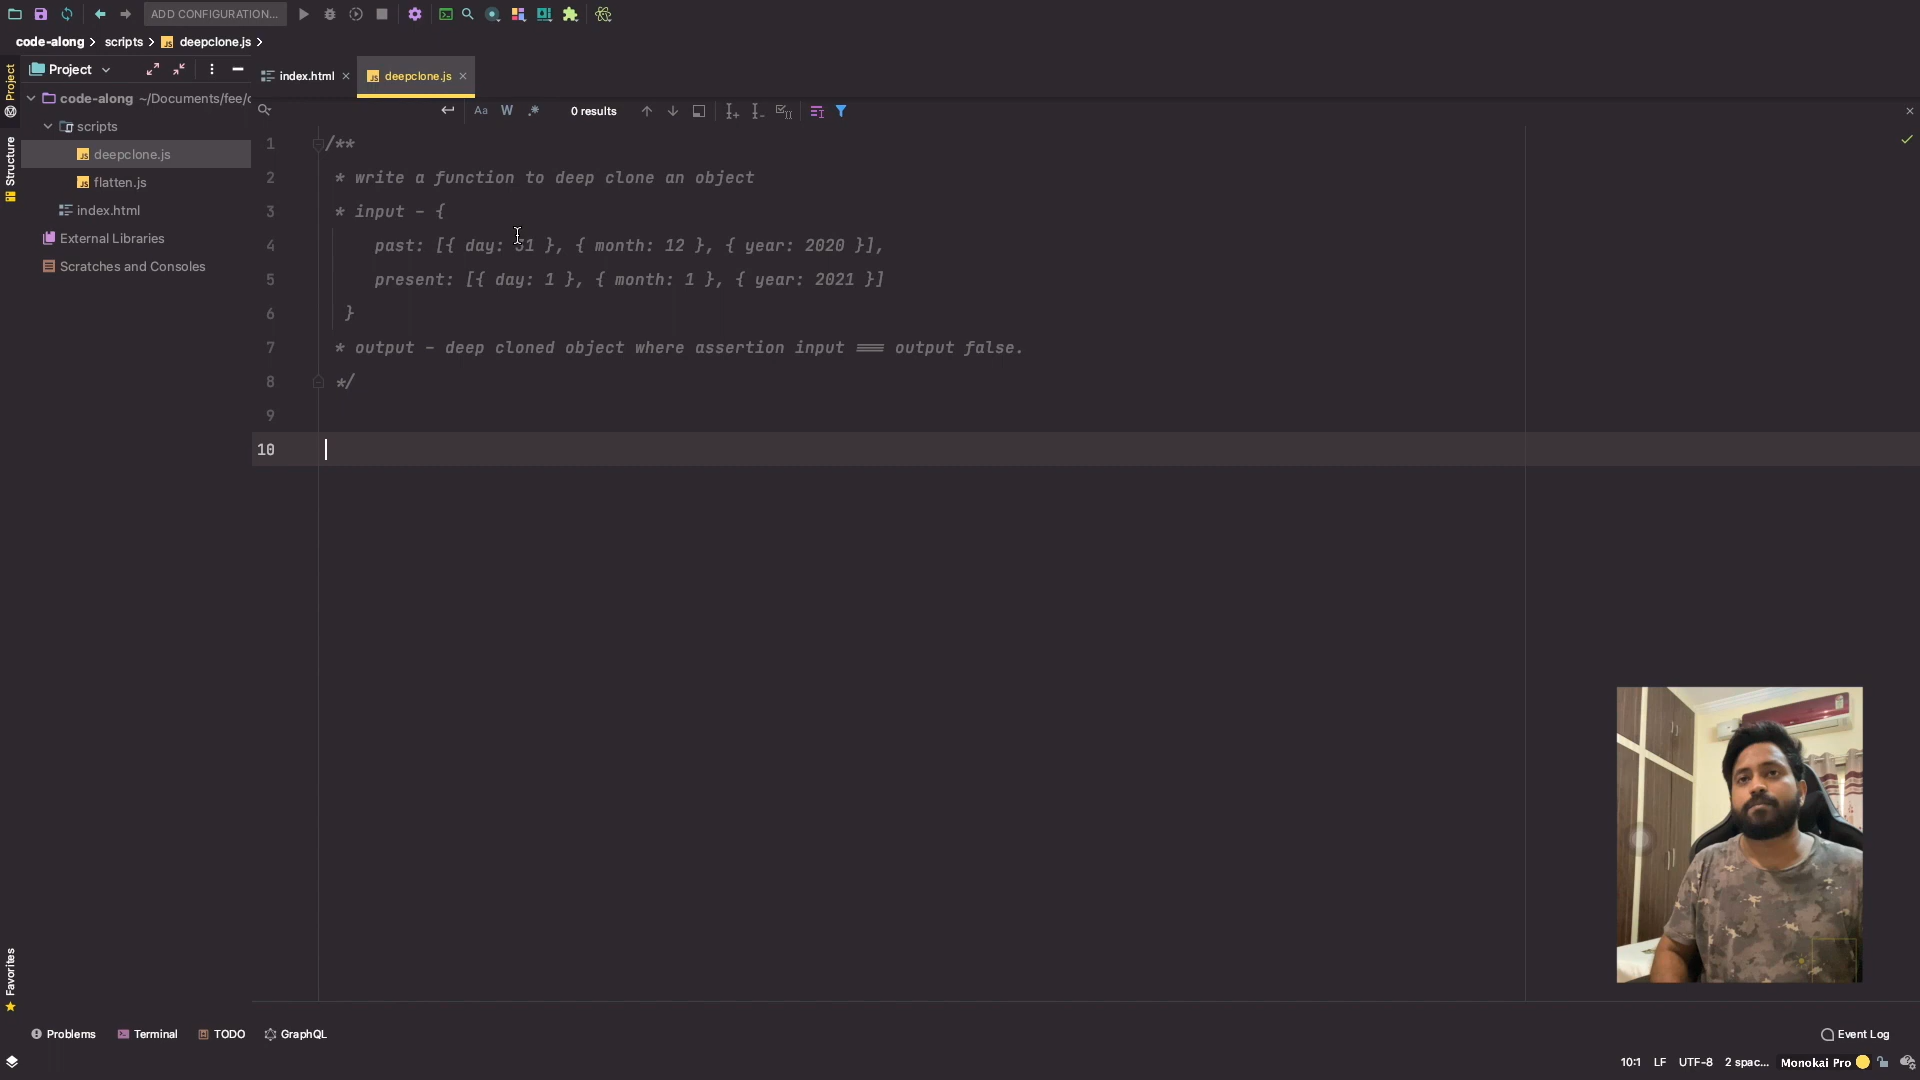 ADD CONFIGURATION...
code-along > scripts > deepclone.js >
Project
index.html
deepclone.js
Project
code-along ~/Documents/fee/c
Aa W .* 0 results
scripts
deepclone.js
flatten.js
index.html
External Libraries
Scratches and Consoles
Structure
Favorites
1 /**
2 * write a function to deep clone an object
3 * input - {
4 past: [{ day: 31 }, { month: 12 }, { year: 2020 }],
5 present: [{ day: 1 }, { month: 1 }, { year: 2021 }]
6 }
7 * output - deep cloned object where assertion input === output false.
8 */
9
10
Problems
Terminal
TODO
GraphQL
Event Log
10:1 LF UTF-8 2 spac... Monokai Pro